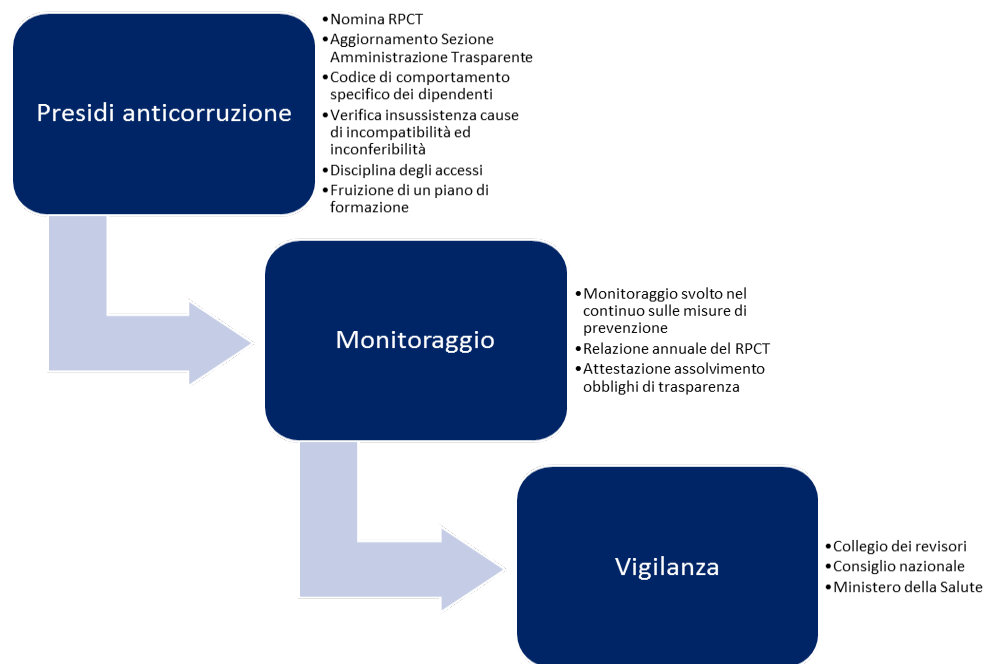 Presidi anticorruzione
•Nomina RPCT
•Aggiornamento Sezione
Amministrazione Trasparente
•Codice di comportamento
specifico dei dipendenti
•Verifica insussistenza cause
di incompatibilità ed
inconferibilità
•Disciplina degli accessi
•Fruizione di un piano di
formazione
Monitoraggio
•Monitoraggio svolto nel
continuo sulle misure di
prevenzione
•Relazione annuale del RPCT
•Attestazione assolvimento
obblighi di trasparenza
Vigilanza
•Collegio dei revisori
•Consiglio nazionale
•Ministero della Salute